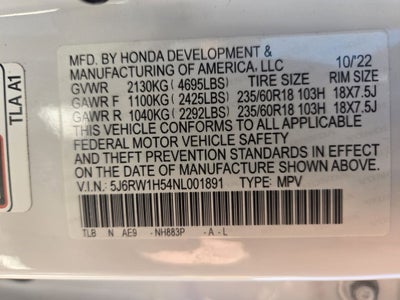 TLA A1
MFD. BY HONDA DEVELOPMENT &
MANUFACTURING OF AMERICA, LLC 10/'22
GVWR 2130KG (4695LBS) TIRE SIZE RIM SIZE
GAWR F 1100KG (2425LBS) 235/60R18 103H 18X7.5J
GAWR R 1040KG (2292LBS) 235/60R18 103H 18X7.5J
THIS VEHICLE CONFORMS TO ALL APPLICABLE
FEDERAL MOTOR VEHICLE SAFETY
AND THEFT PREVENTION STANDARDS IN EFFECT
ON THE DATE OF MANUFACTURE SHOWN ABOVE.
V.I.N.: 5J6RW1H54NL001891 TYPE: MPV
TLB N AE9 - NH883P - A - L